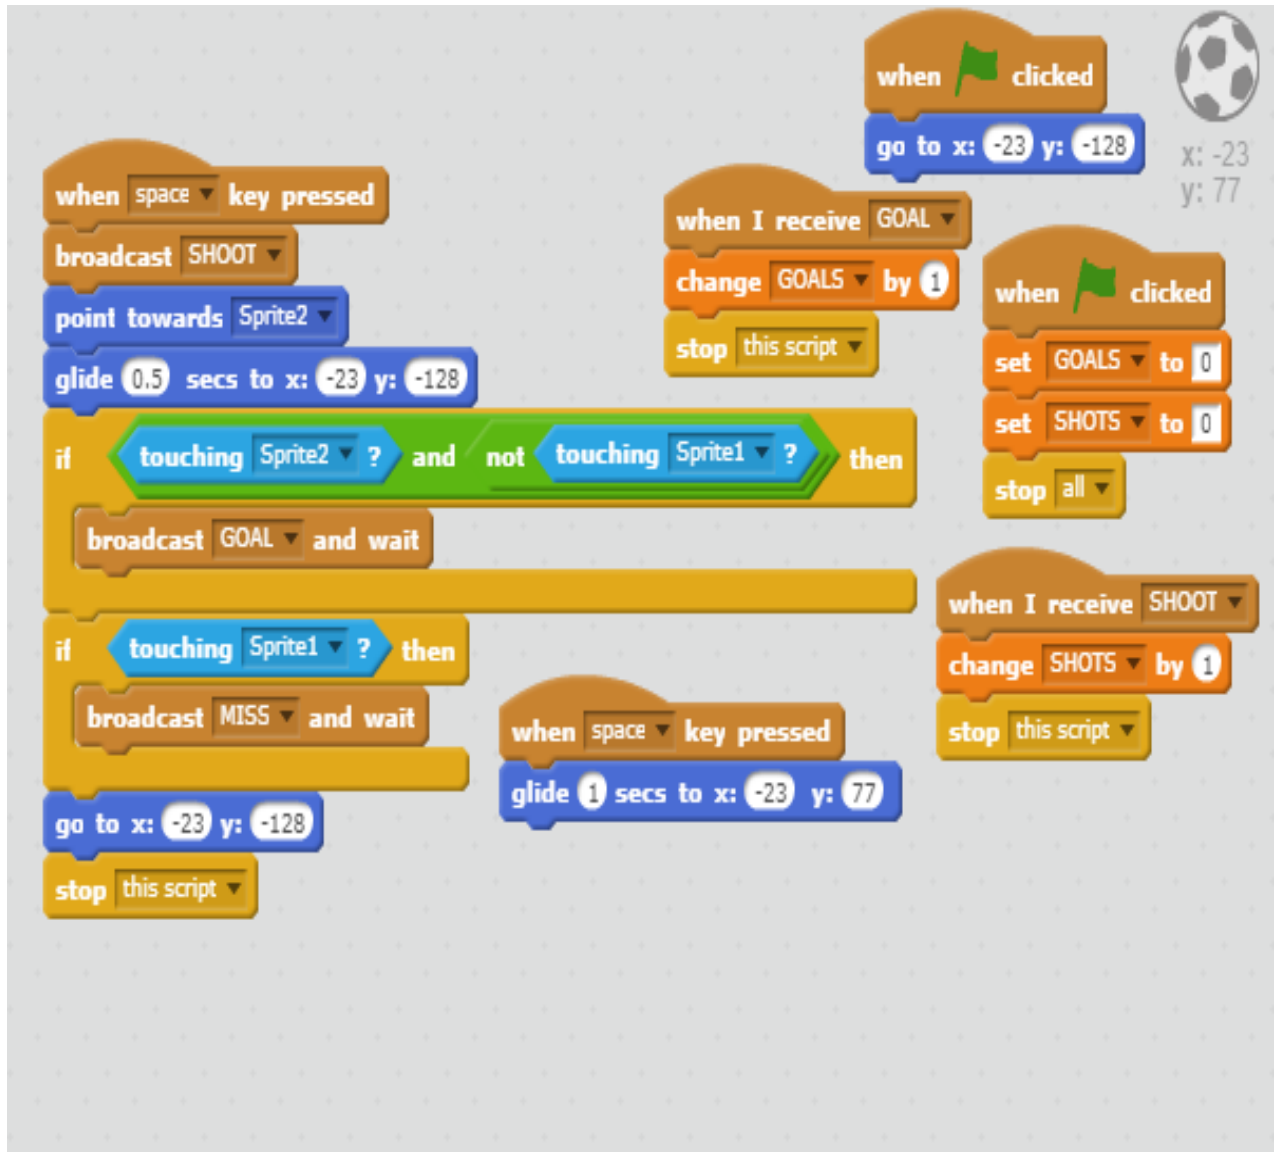 when space key pressed
broadcast SHOOT
point towards Sprite2
glide 0.5 secs to x: -23 y: -128
if touching Sprite2 ? and not touching Sprite1 ? then
broadcast GOAL and wait
if touching Sprite1 ? then
broadcast MISS and wait
go to x: -23 y: -128
stop this script
when space key pressed
glide 1 secs to x: -23 y: 77
when I receive GOAL
change GOALS by 1
stop this script
when clicked
go to x: -23 y: -128
x: -23
y: 77
when clicked
set GOALS to 0
set SHOTS to 0
stop all
when I receive SHOOT
change SHOTS by 1
stop this script